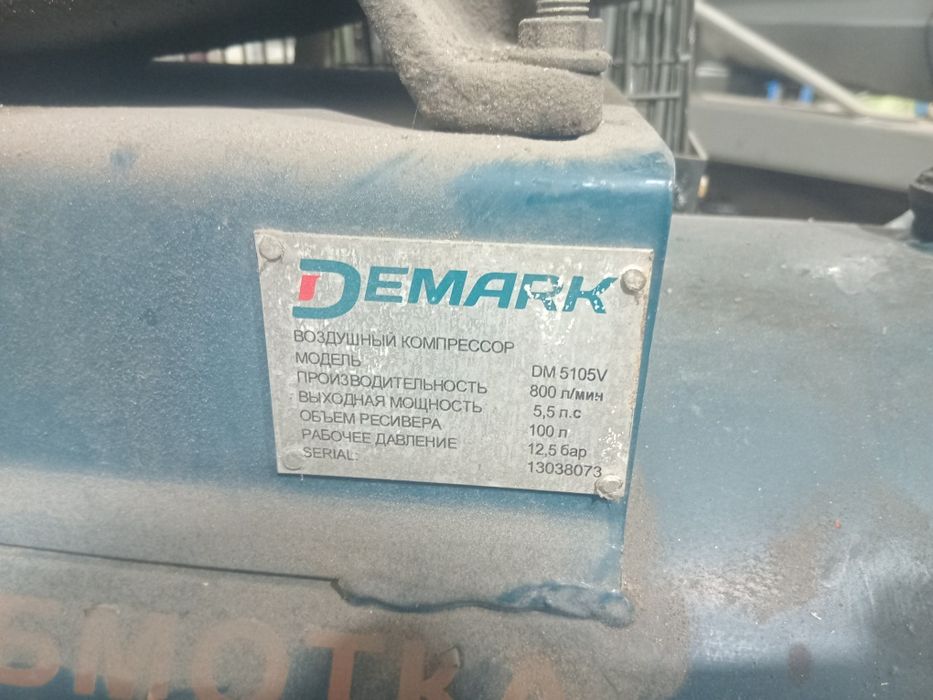 DEMARK
ВОЗДУШНЫЙ КОМПРЕССОР
МОДЕЛЬ DM 5105V
ПРОИЗВОДИТЕЛЬНОСТЬ 800 л/мин
ВЫХОДНАЯ МОЩНОСТЬ 5,5 л.с
ОБЪЕМ РЕСИВЕРА 100 л
РАБОЧЕЕ ДАВЛЕНИЕ 12,5 бар
SERIAL: 13038073